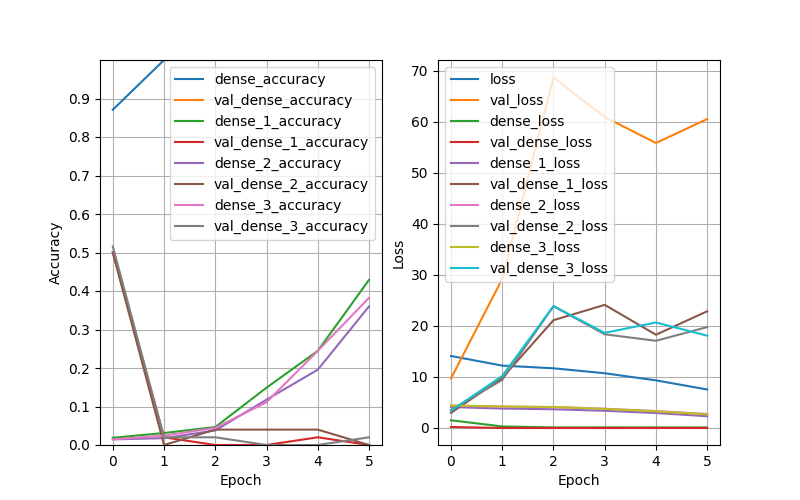 Accuracy
0.9
0.8
0.7
0.6
0.5
0.4
0.3
0.2
0.1
0.0
dense_accuracy
val_dense_accuracy
dense_1_accuracy
val_dense_1_accuracy
dense_2_accuracy
val_dense_2_accuracy
dense_3_accuracy
val_dense_3_accuracy
0 1 2 3 4 5
Epoch
Loss
70
60
50
40
30
20
10
0
loss
val_loss
dense_loss
val_dense_loss
dense_1_loss
val_dense_1_loss
dense_2_loss
val_dense_2_loss
dense_3_loss
val_dense_3_loss
0 1 2 3 4 5
Epoch